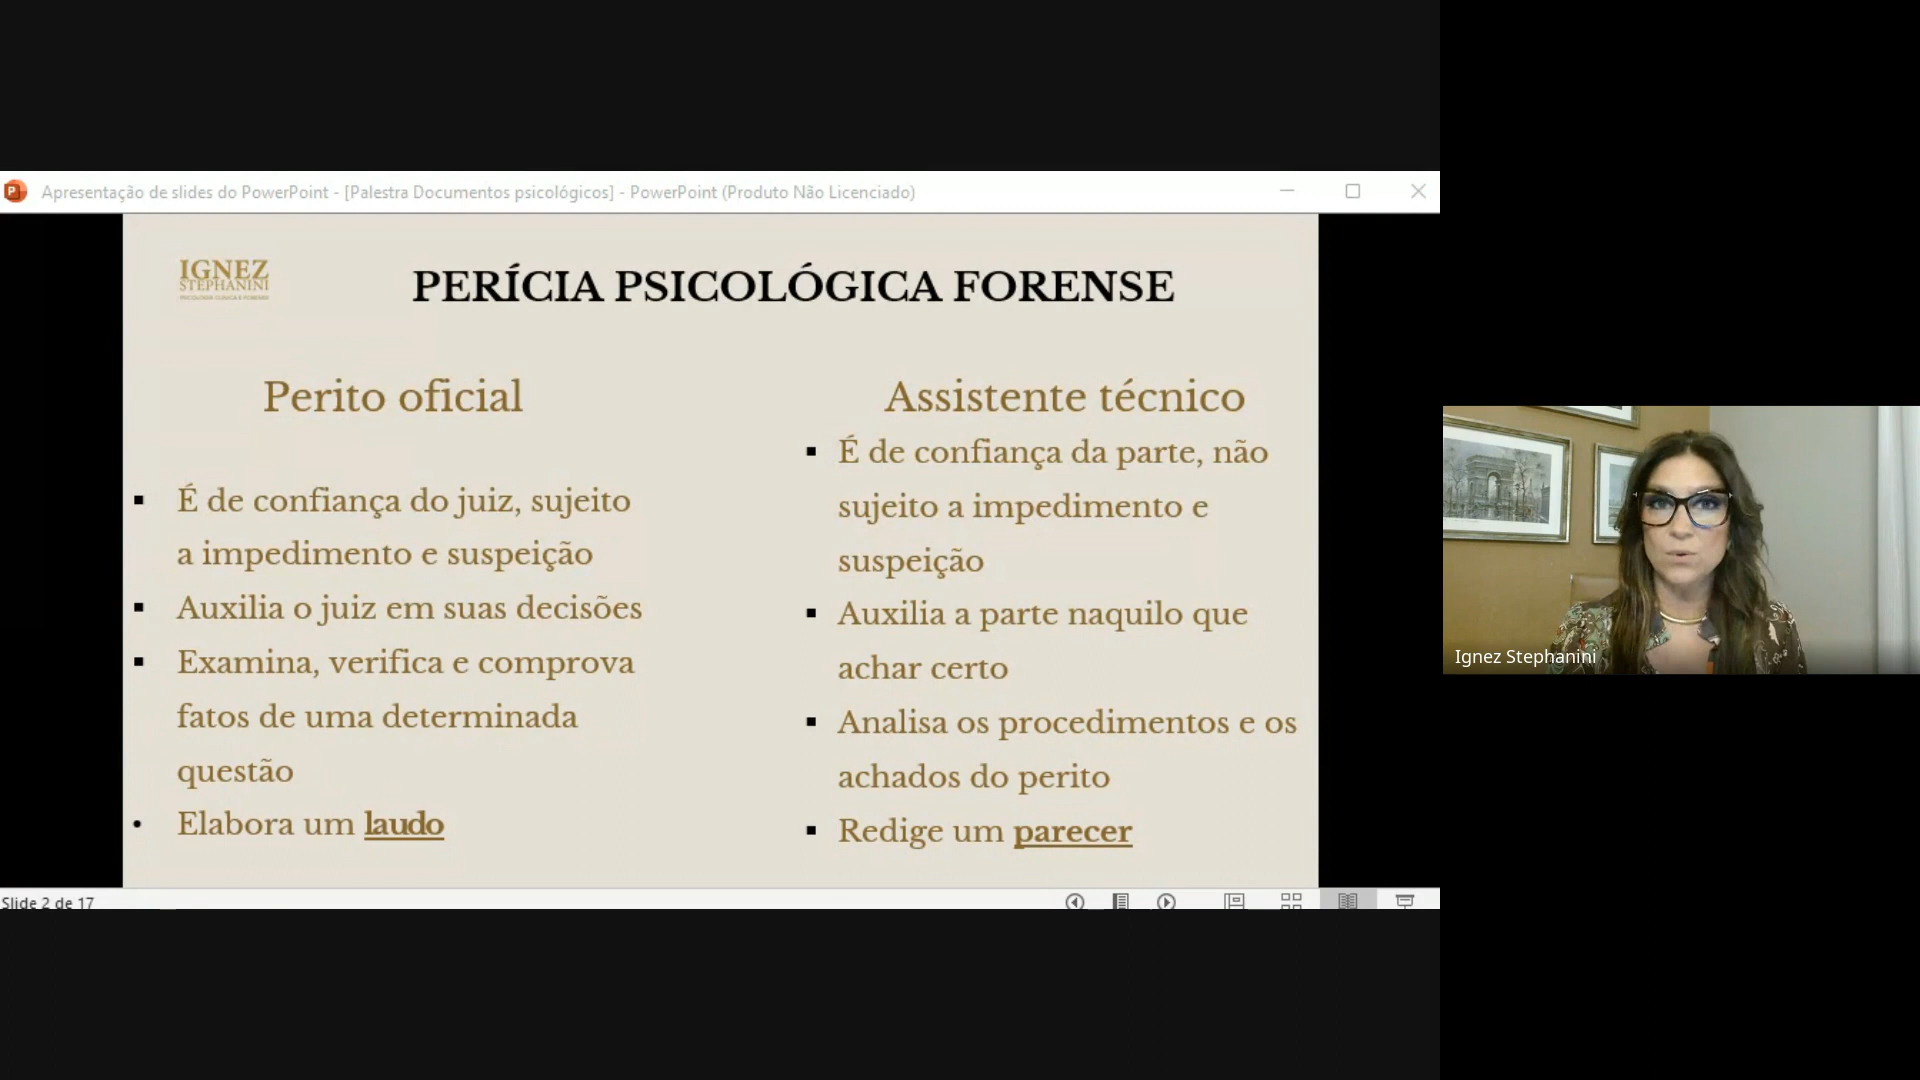 Apresentação de slides do PowerPoint - [Palestra Documentos psicológicos] - PowerPoint (Produto Não Licenciado)
IGNEZ
STEPHANINI
PERÍCIA PSICOLÓGICA FORENSE
Perito oficial
É de confiança do juiz, sujeito
a impedimento e suspeição
Auxilia o juiz em suas decisões
Examina, verifica e comprova
fatos de uma determinada
questão
Elabora um laudo
Assistente técnico
É de confiança da parte, não
sujeito a impedimento e
suspeição
Auxilia a parte naquilo que
achar certo
Analisa os procedimentos e os
achados do perito
Redige um parecer
Slide 2 de 17
Ignez Stephanini